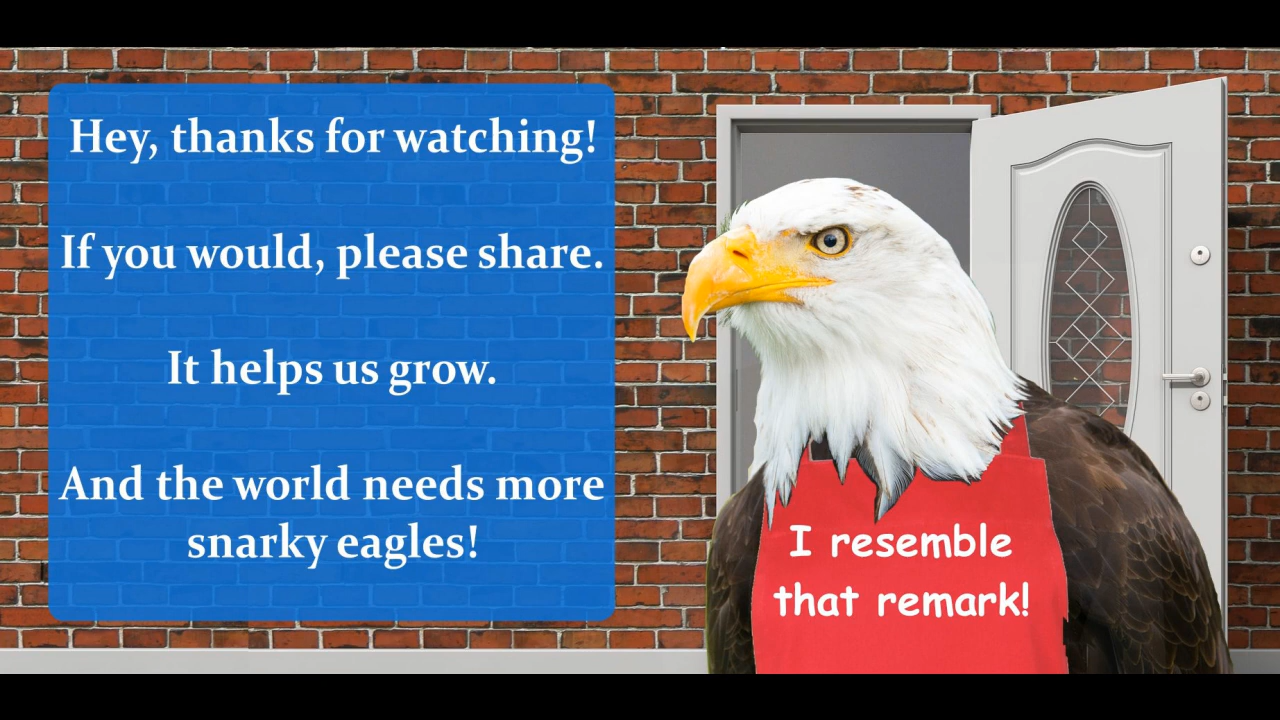 Hey, thanks for watching!
If you would, please share.
It helps us grow.
And the world needs more
snarky eagles!
I resemble
that remark!